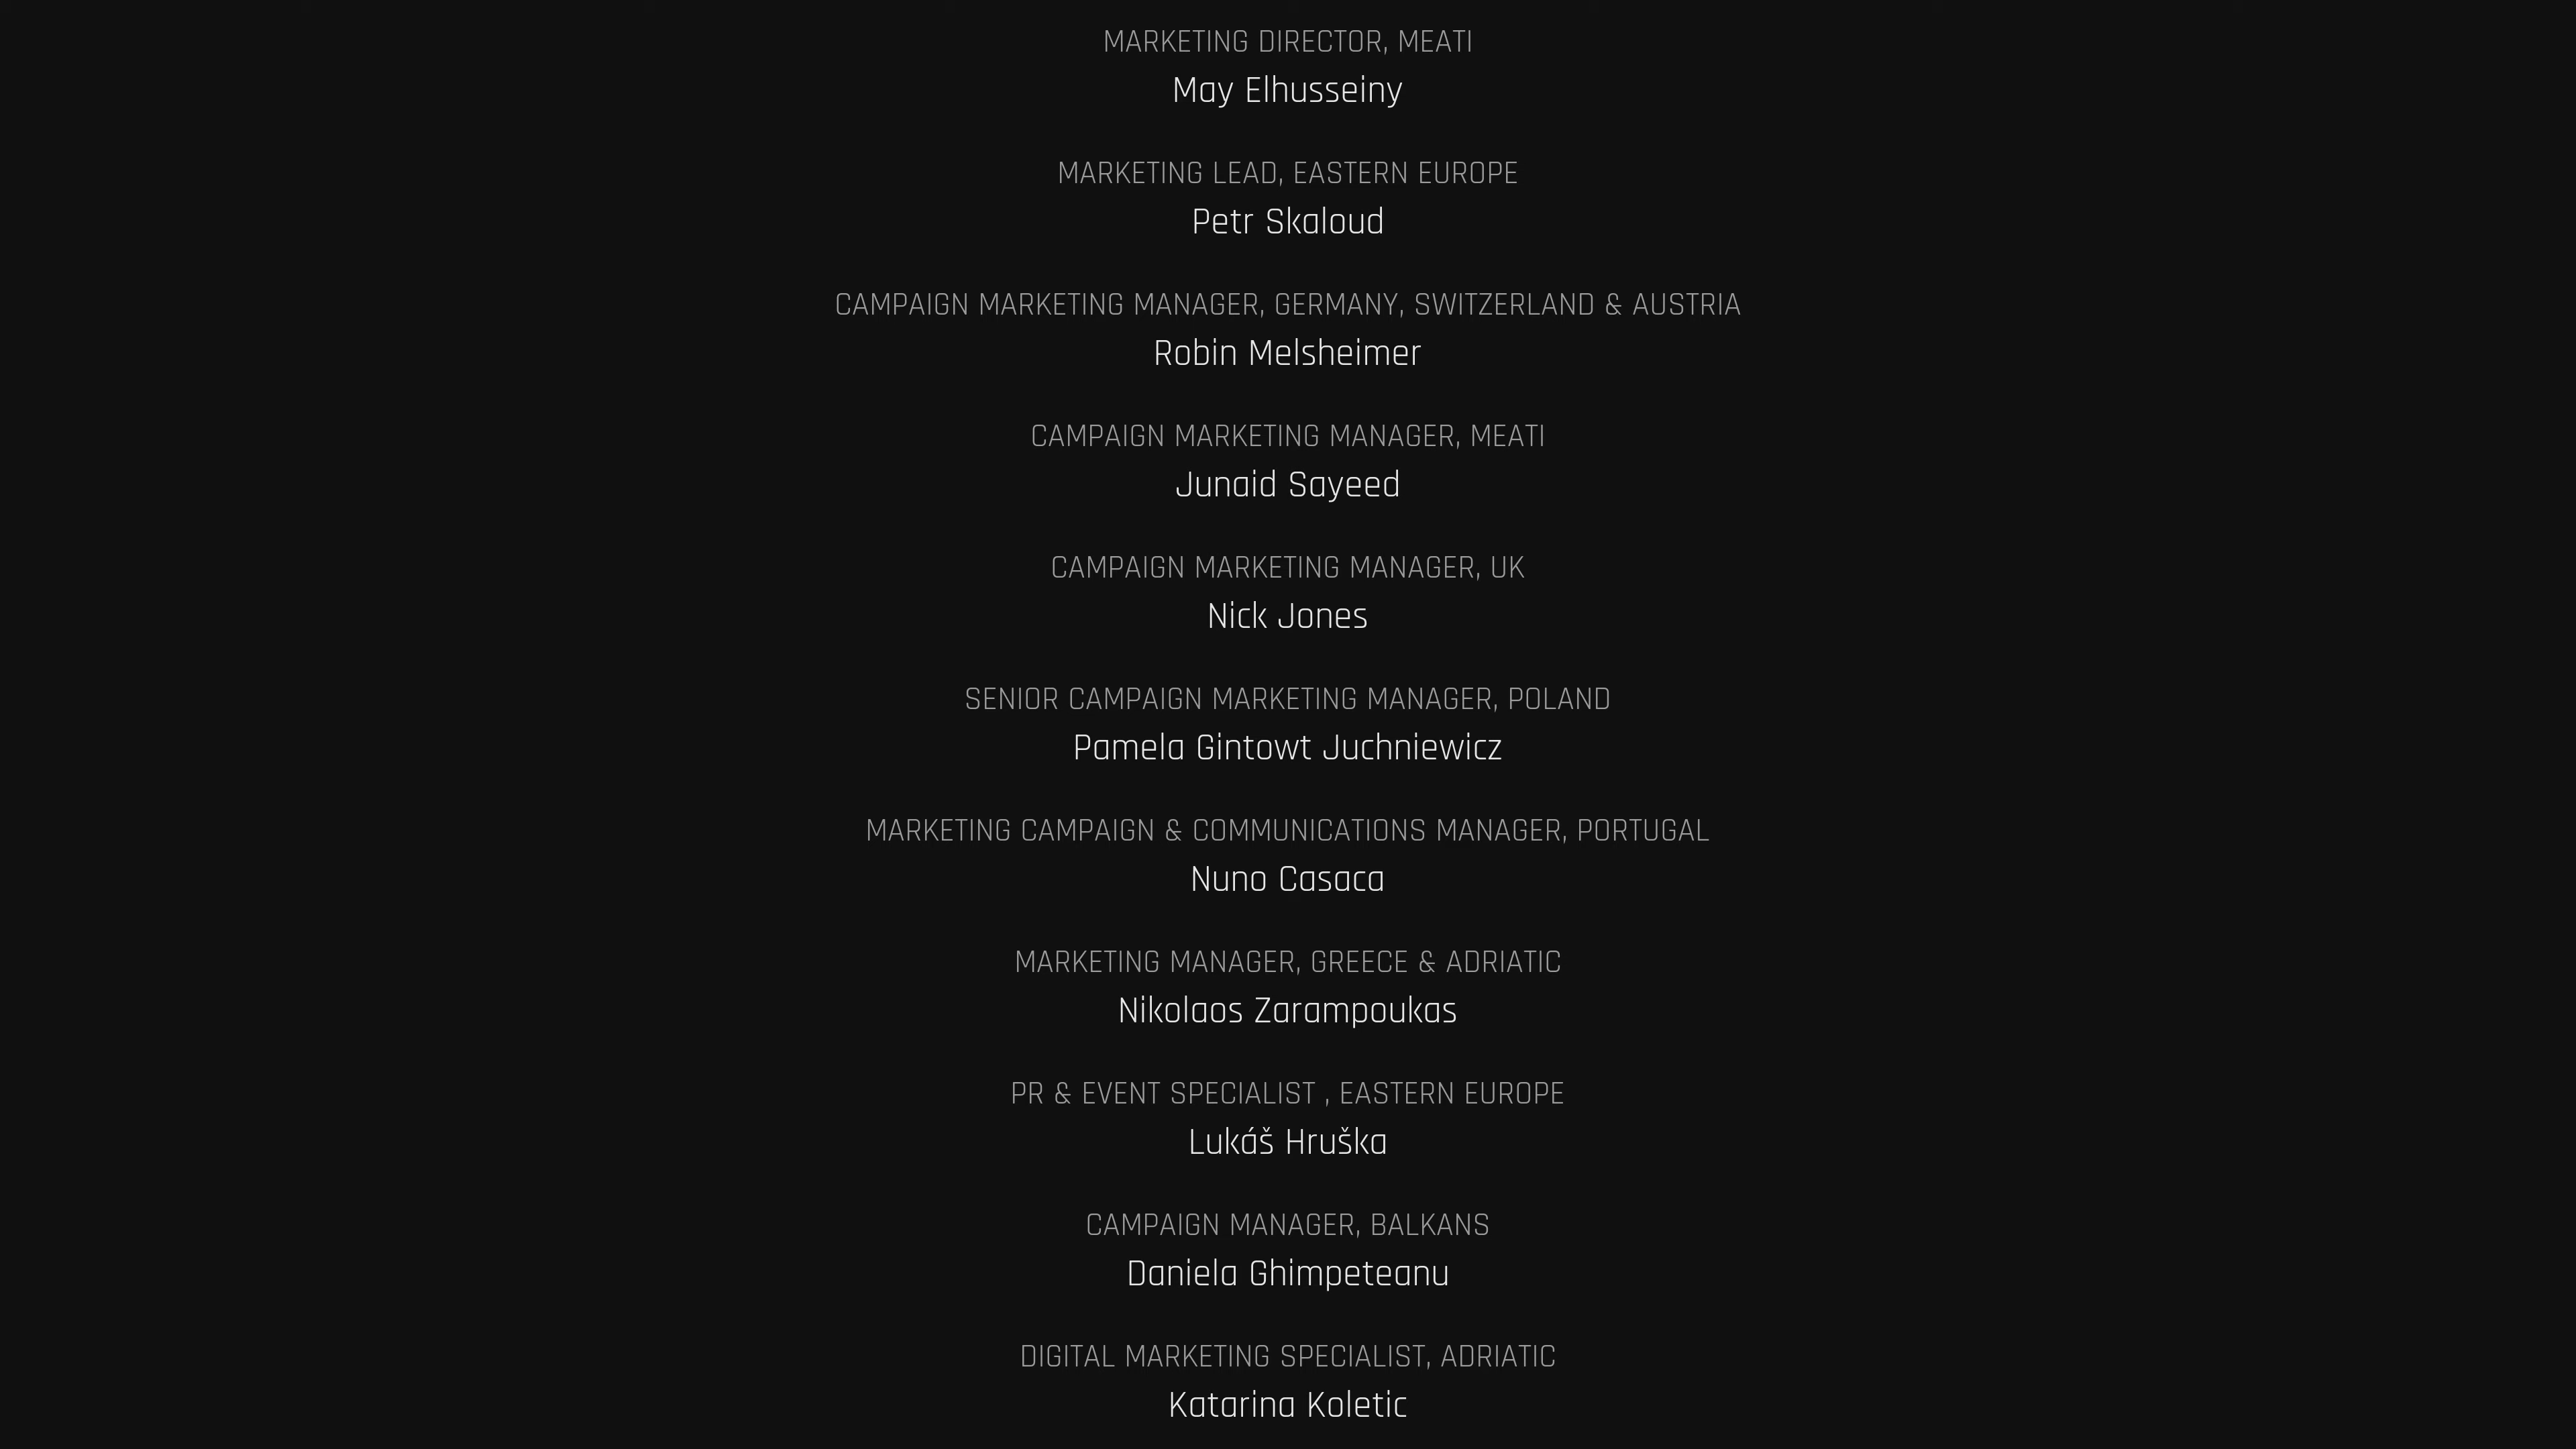 MARKETING DIRECTOR, MEATI
May Elhusseiny
MARKETING LEAD, EASTERN EUROPE
Petr Skaloud
CAMPAIGN MARKETING MANAGER, GERMANY, SWITZERLAND & AUSTRIA
Robin Melsheimer
CAMPAIGN MARKETING MANAGER, MEATI
Junaid Sayeed
CAMPAIGN MARKETING MANAGER, UK
Nick Jones
SENIOR CAMPAIGN MARKETING MANAGER, POLAND
Pamela Gintowt Juchniewicz
MARKETING CAMPAIGN & COMMUNICATIONS MANAGER, PORTUGAL
Nuno Casaca
MARKETING MANAGER, GREECE & ADRIATIC
Nikolaos Zarampoukas
PR & EVENT SPECIALIST , EASTERN EUROPE
Lukáš Hruška
CAMPAIGN MANAGER, BALKANS
Daniela Ghimpeteanu
DIGITAL MARKETING SPECIALIST, ADRIATIC
Katarina Koletic